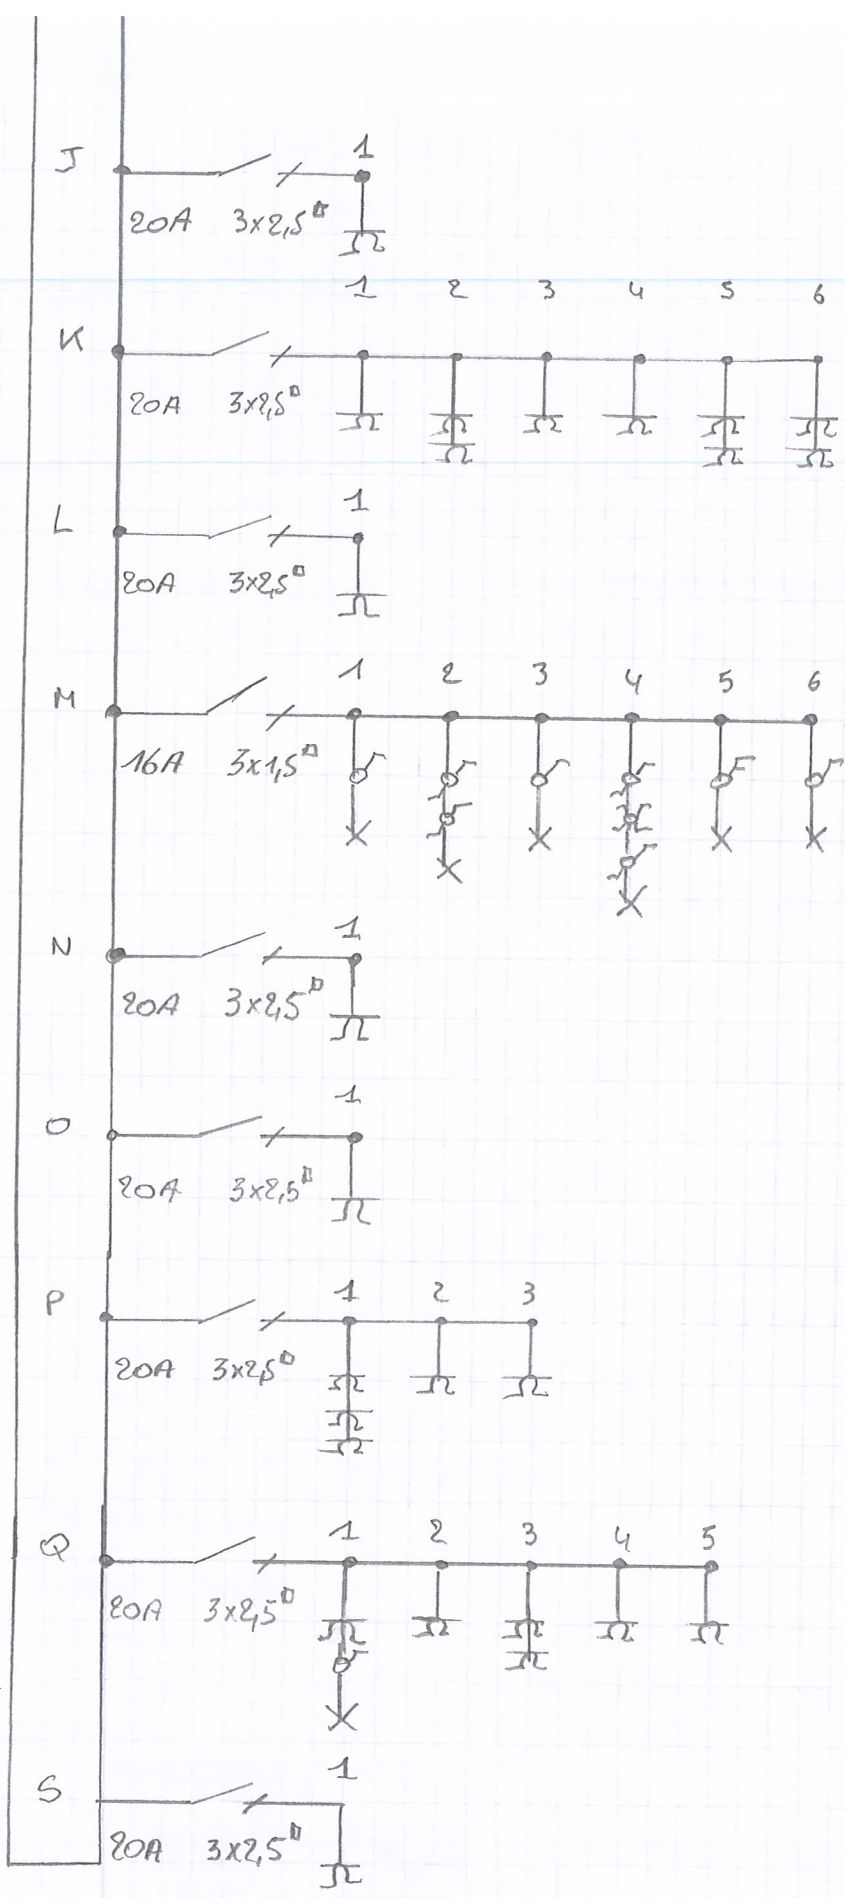 1
J
20A 3x2,5□
1 2 3 4 5 6
K
20A 3x2,5□
1
L
20A 3x2,5□
1 2 3 4 5 6
M
16A 3x1,5□
1
N
20A 3x2,5□
1
O
20A 3x2,5□
1 2 3
P
20A 3x2,5□
1 2 3 4 5
Q
20A 3x2,5□
1
S
20A 3x2,5□